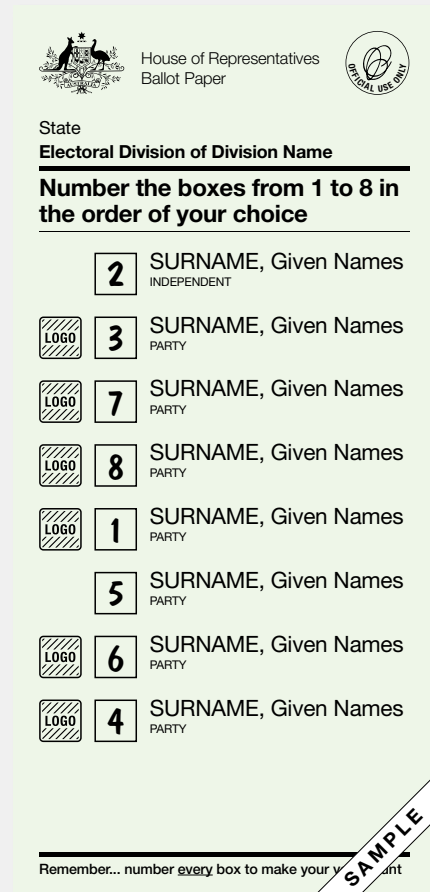 House of Representatives
Ballot Paper
OFFICIAL USE ONLY
AUSTRALIA
State
Electoral Division of Division Name
Number the boxes from 1 to 8 in
the order of your choice
2 SURNAME, Given Names
INDEPENDENT
LOGO 3 SURNAME, Given Names
PARTY
LOGO 7 SURNAME, Given Names
PARTY
LOGO 8 SURNAME, Given Names
PARTY
LOGO 1 SURNAME, Given Names
PARTY
5 SURNAME, Given Names
PARTY
LOGO 6 SURNAME, Given Names
PARTY
LOGO 4 SURNAME, Given Names
PARTY
Remember... number every box to make your
SAMPLE